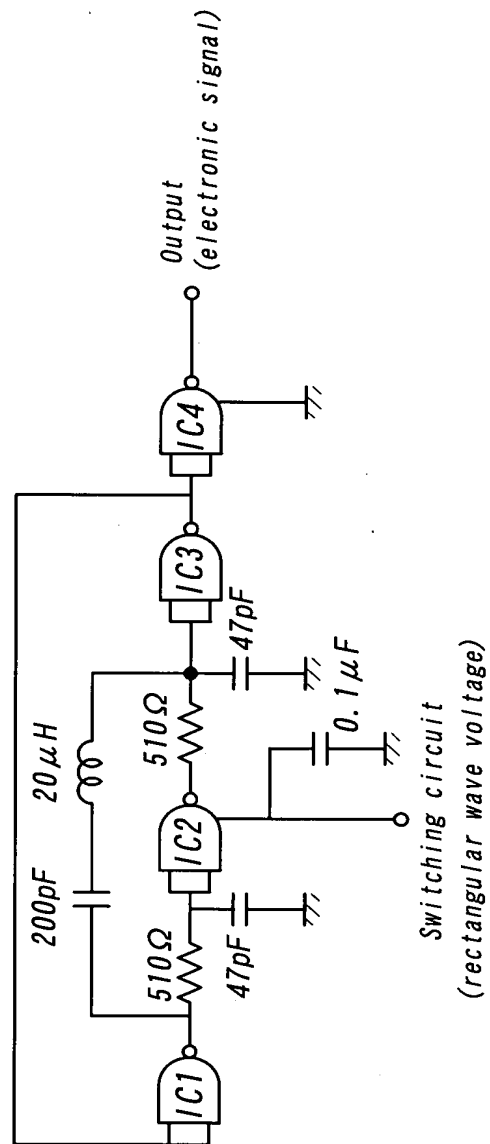 200pF
20μH
510Ω
510Ω
IC1
IC2
IC3
IC4
47pF
47pF
0.1μF
Output
(electronic signal)
Switching circuit
(rectangular wave voltage)